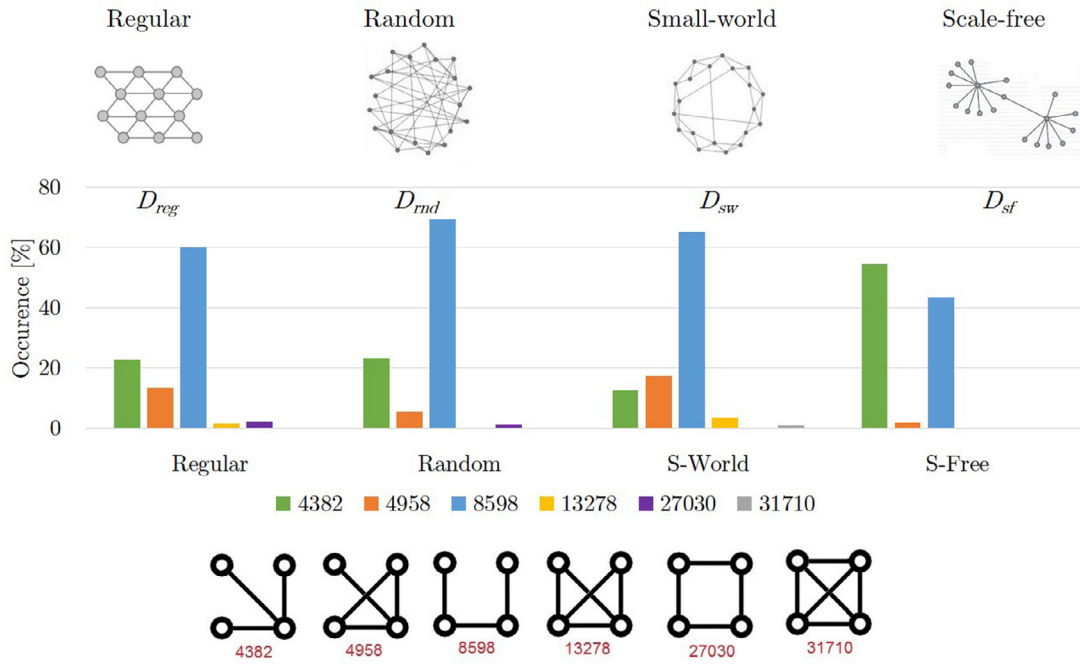 Regular Random Small-world Scale-free
80
D_reg D_rnd D_sw D_sf
60
40
20
0
Occurence [%]
Regular Random S-World S-Free
4382 4958 8598 13278 27030 31710
4382 4958 8598 13278 27030 31710